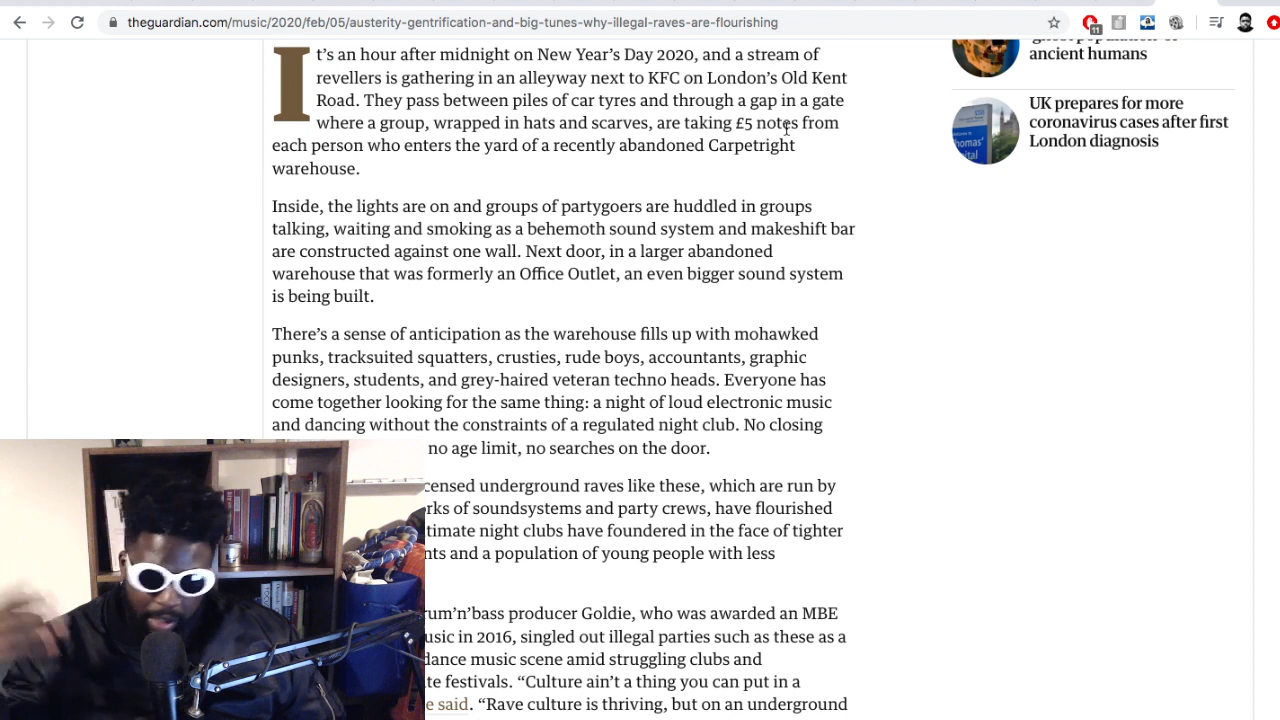 theguardian.com/music/2020/feb/05/austerity-gentrification-and-big-tunes-why-illegal-raves-are-flourishing
11
It's an hour after midnight on New Year's Day 2020, and a stream of
revellers is gathering in an alleyway next to KFC on London's Old Kent
Road. They pass between piles of car tyres and through a gap in a gate
where a group, wrapped in hats and scarves, are taking £5 notes from
each person who enters the yard of a recently abandoned Carpetright
warehouse.
Inside, the lights are on and groups of partygoers are huddled in groups
talking, waiting and smoking as a behemoth sound system and makeshift bar
are constructed against one wall. Next door, in a larger abandoned
warehouse that was formerly an Office Outlet, an even bigger sound system
is being built.
There's a sense of anticipation as the warehouse fills up with mohawked
punks, tracksuited squatters, crusties, rude boys, accountants, graphic
designers, students, and grey-haired veteran techno heads. Everyone has
come together looking for the same thing: a night of loud electronic music
and dancing without the constraints of a regulated night club. No closing
no age limit, no searches on the door.
censed underground raves like these, which are run by
rks of soundsystems and party crews, have flourished
timate night clubs have foundered in the face of tighter
nts and a population of young people with less
rum'n'bass producer Goldie, who was awarded an MBE
usic in 2016, singled out illegal parties such as these as a
dance music scene amid struggling clubs and
te festivals. “Culture ain't a thing you can put in a
e said. “Rave culture is thriving, but on an underground
ancient humans
UK prepares for more
coronavirus cases after first
London diagnosis